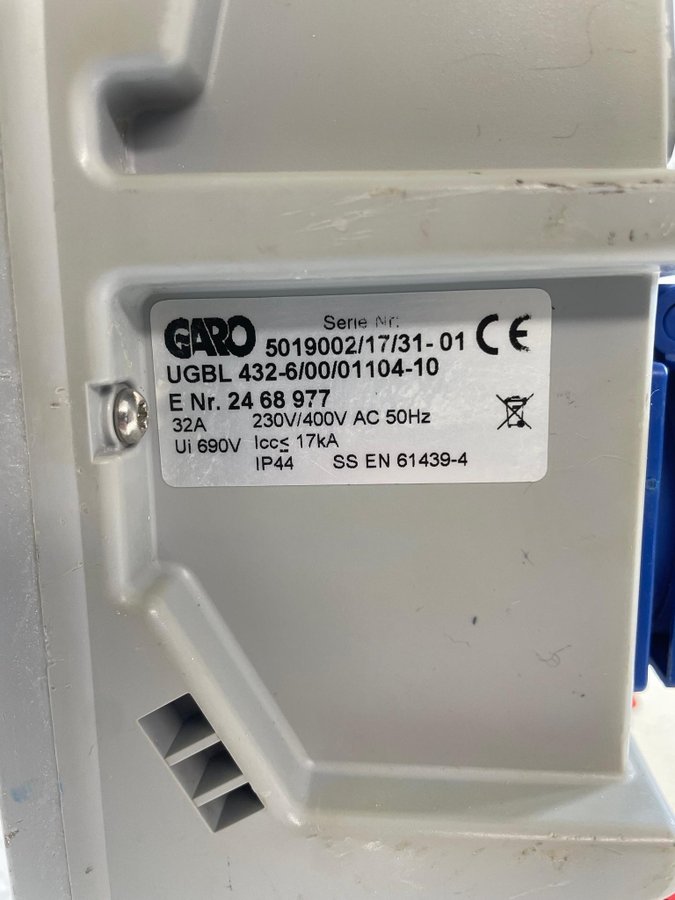 GARO
Serie Nr:
5019002/17/31-01
CE
UGBL 432-6/00/01104-10
E Nr. 24 68 977
32A 230V/400V AC 50Hz
Ui 690V Icc≤ 17kA
IP44 SS EN 61439-4